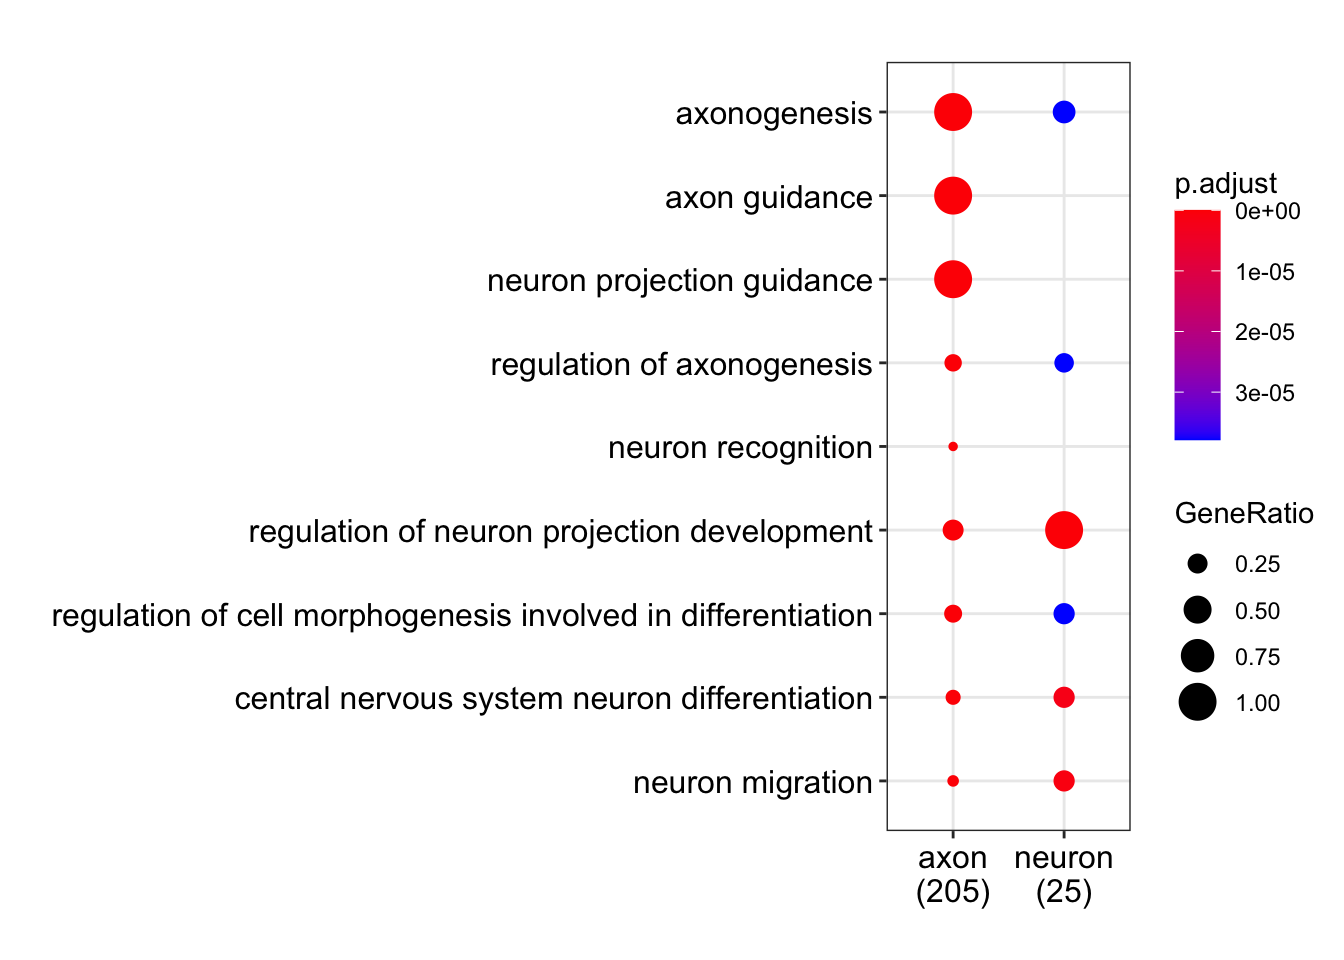 axonogenesis
axon guidance
neuron projection guidance
regulation of axonogenesis
neuron recognition
regulation of neuron projection development
regulation of cell morphogenesis involved in differentiation
central nervous system neuron differentiation
neuron migration
axon
(205)
neuron
(25)
p.adjust
0e+00
1e-05
2e-05
3e-05
GeneRatio
0.25
0.50
0.75
1.00